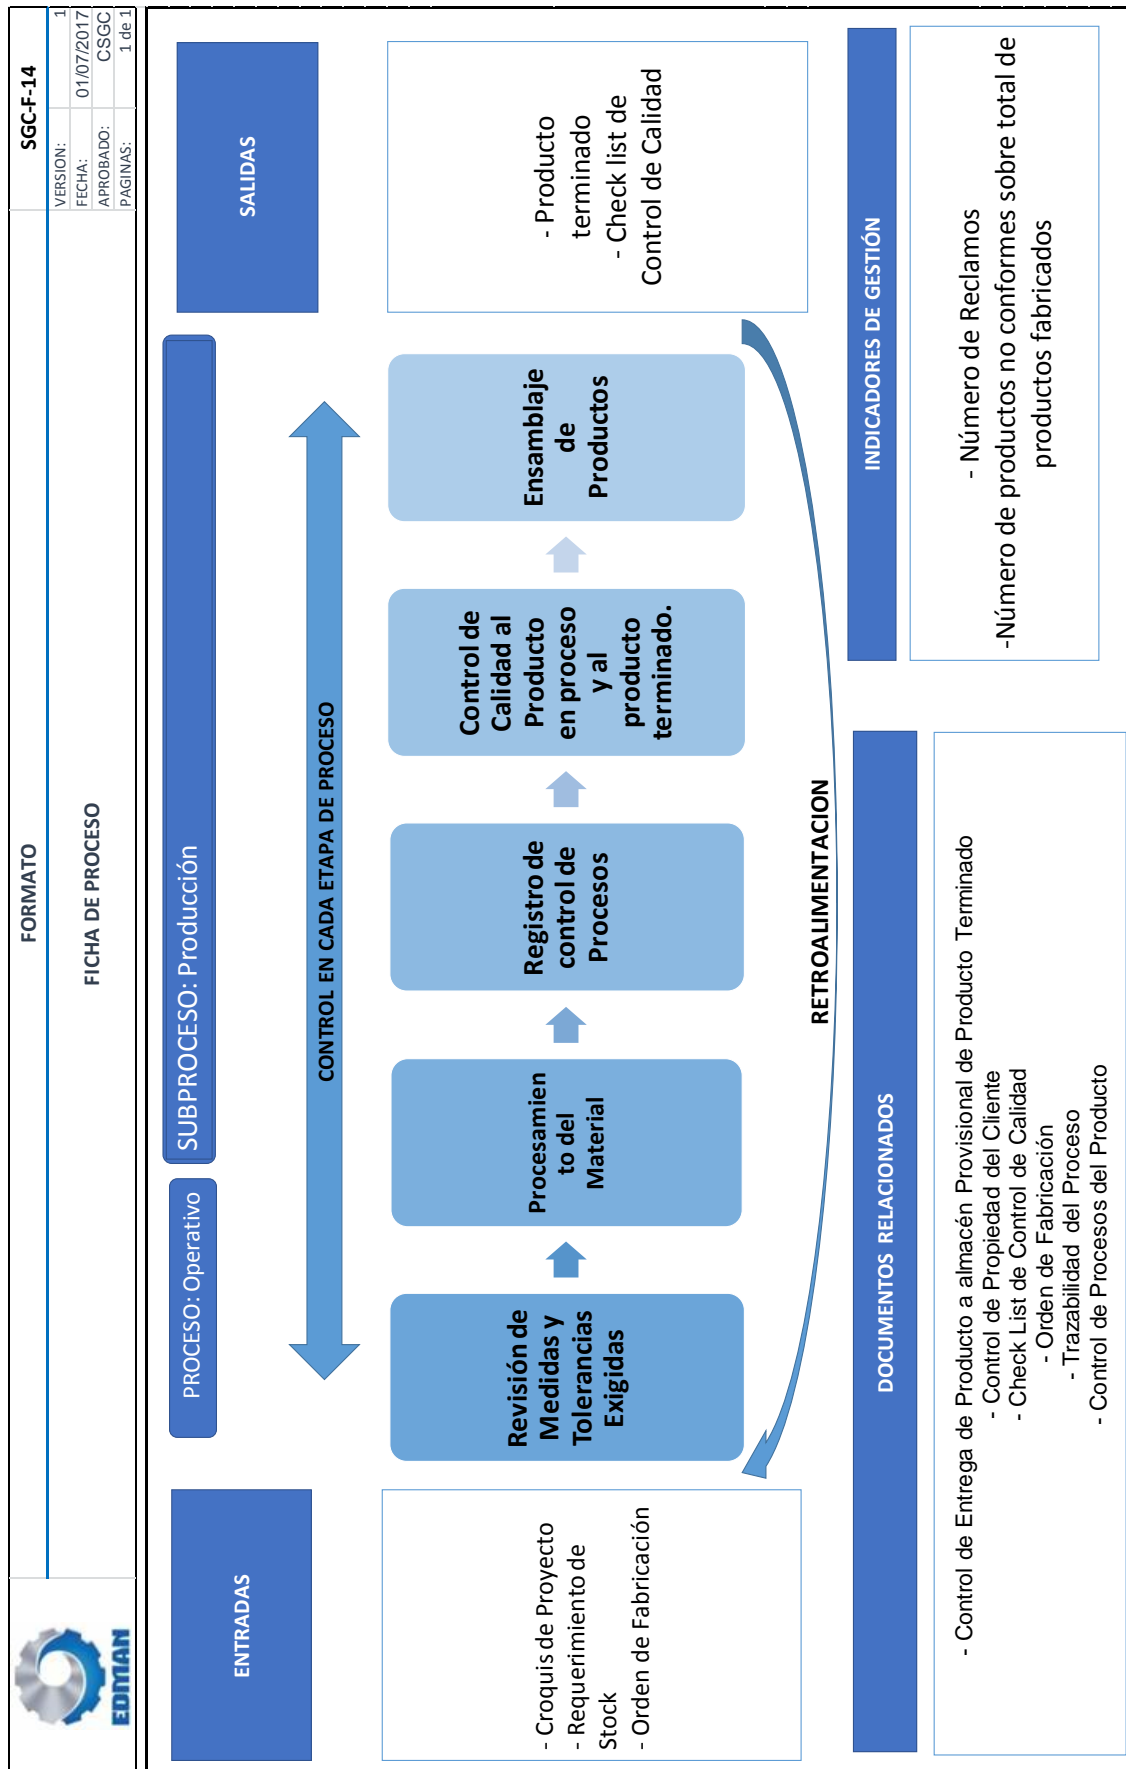 EDMAN
FORMATO
SGC-F-14
FICHA DE PROCESO
VERSION: 1
FECHA: 01/07/2017
APROBADO: CSGC
PAGINAS: 1 de 1
ENTRADAS
PROCESO: Operativo
SUBPROCESO: Producción
SALIDAS
CONTROL EN CADA ETAPA DE PROCESO
- Croquis de Proyecto
- Requerimiento de
Stock
- Orden de Fabricación
Revisión de
Medidas y
Tolerancias
Exigidas
Procesamien
to del
Material
Registro de
control de
Procesos
Control de
Calidad al
Producto
en proceso
y al
producto
terminado.
Ensamblaje
de
Productos
- Producto
terminado
- Check list de
Control de Calidad
RETROALIMENTACION
DOCUMENTOS RELACIONADOS
- Control de Entrega de Producto a almacén Provisional de Producto Terminado
- Control de Propiedad del Cliente
- Check List de Control de Calidad
- Orden de Fabricación
- Trazabilidad del Proceso
- Control de Procesos del Producto
INDICADORES DE GESTIÓN
- Número de Reclamos
-Número de productos no conformes sobre total de
productos fabricados